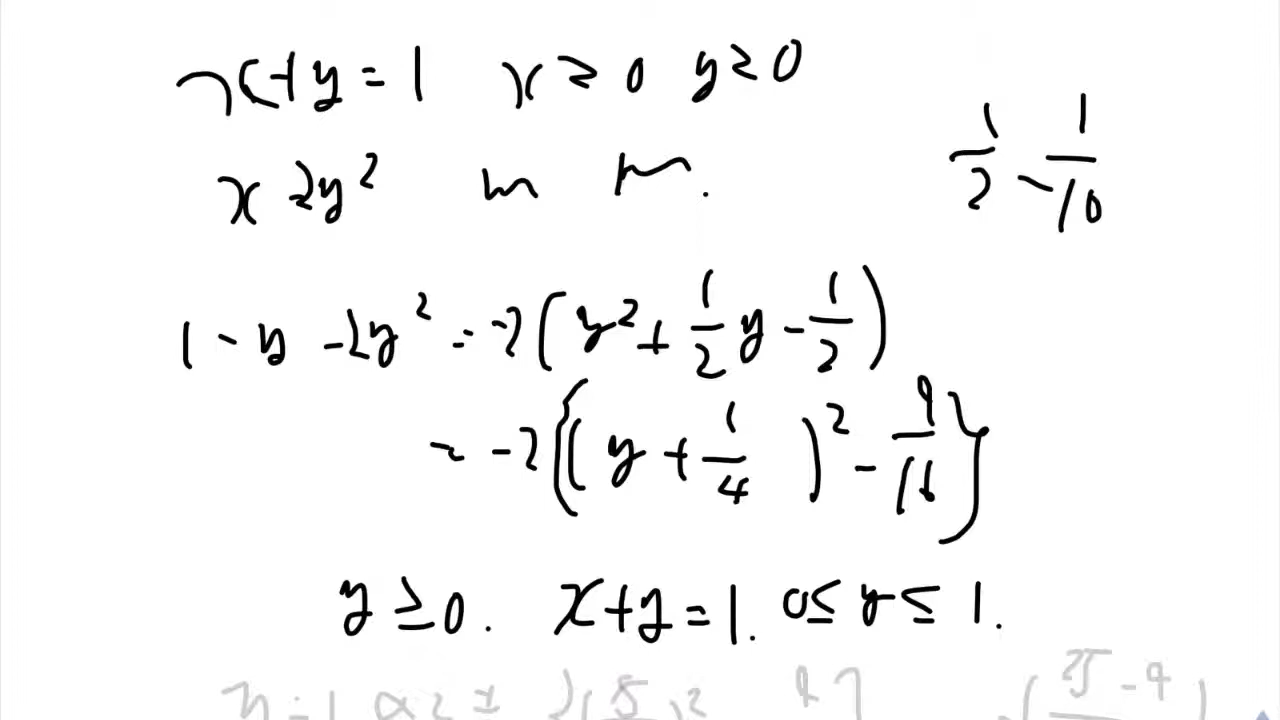 x+y=1 x≥0 y≥0
x 2y² m M.
1/2 - 1/10
1-y-2y²=-2(y²+1/2y-1/2)
=-2{(y+1/4)²-9/16}
y≥0. x+y=1. 0≤y≤1.